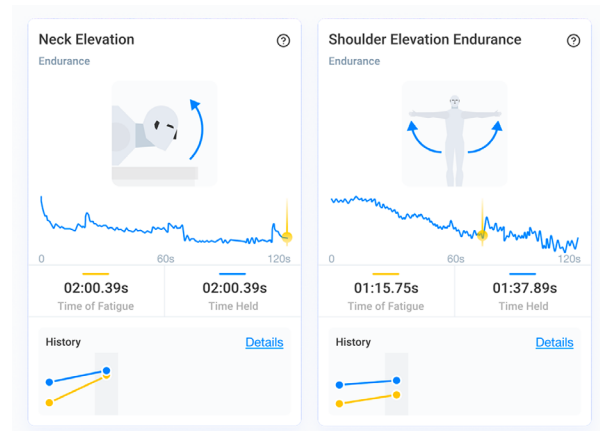 Neck Elevation
Endurance
0 60s 120s
02:00.39s 02:00.39s
Time of Fatigue Time Held
History Details
Shoulder Elevation Endurance
Endurance
0 60s 120s
01:15.75s 01:37.89s
Time of Fatigue Time Held
History Details